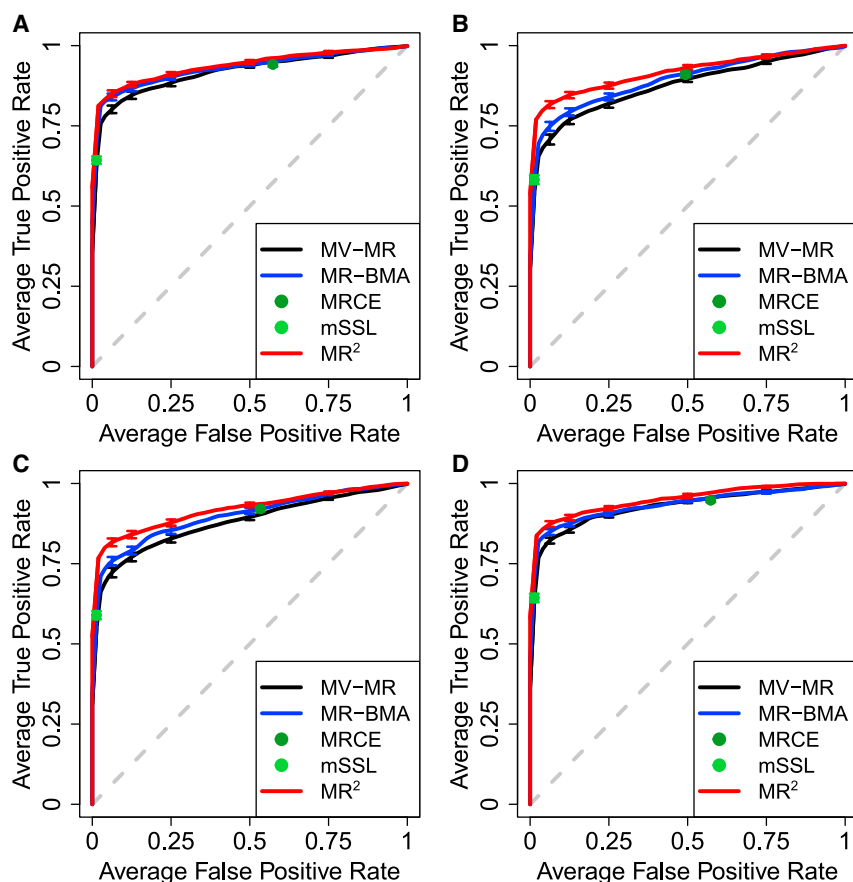 A
Average True Positive Rate
0 0.25 0.5 0.75 1
MV-MR
MR-BMA
MRCE
mSSL
MR²
0 0.25 0.5 0.75 1
Average False Positive Rate
B
Average True Positive Rate
0 0.25 0.5 0.75 1
MV-MR
MR-BMA
MRCE
mSSL
MR²
0 0.25 0.5 0.75 1
Average False Positive Rate
C
Average True Positive Rate
0 0.25 0.5 0.75 1
MV-MR
MR-BMA
MRCE
mSSL
MR²
0 0.25 0.5 0.75 1
Average False Positive Rate
D
Average True Positive Rate
0 0.25 0.5 0.75 1
MV-MR
MR-BMA
MRCE
mSSL
MR²
0 0.25 0.5 0.75 1
Average False Positive Rate